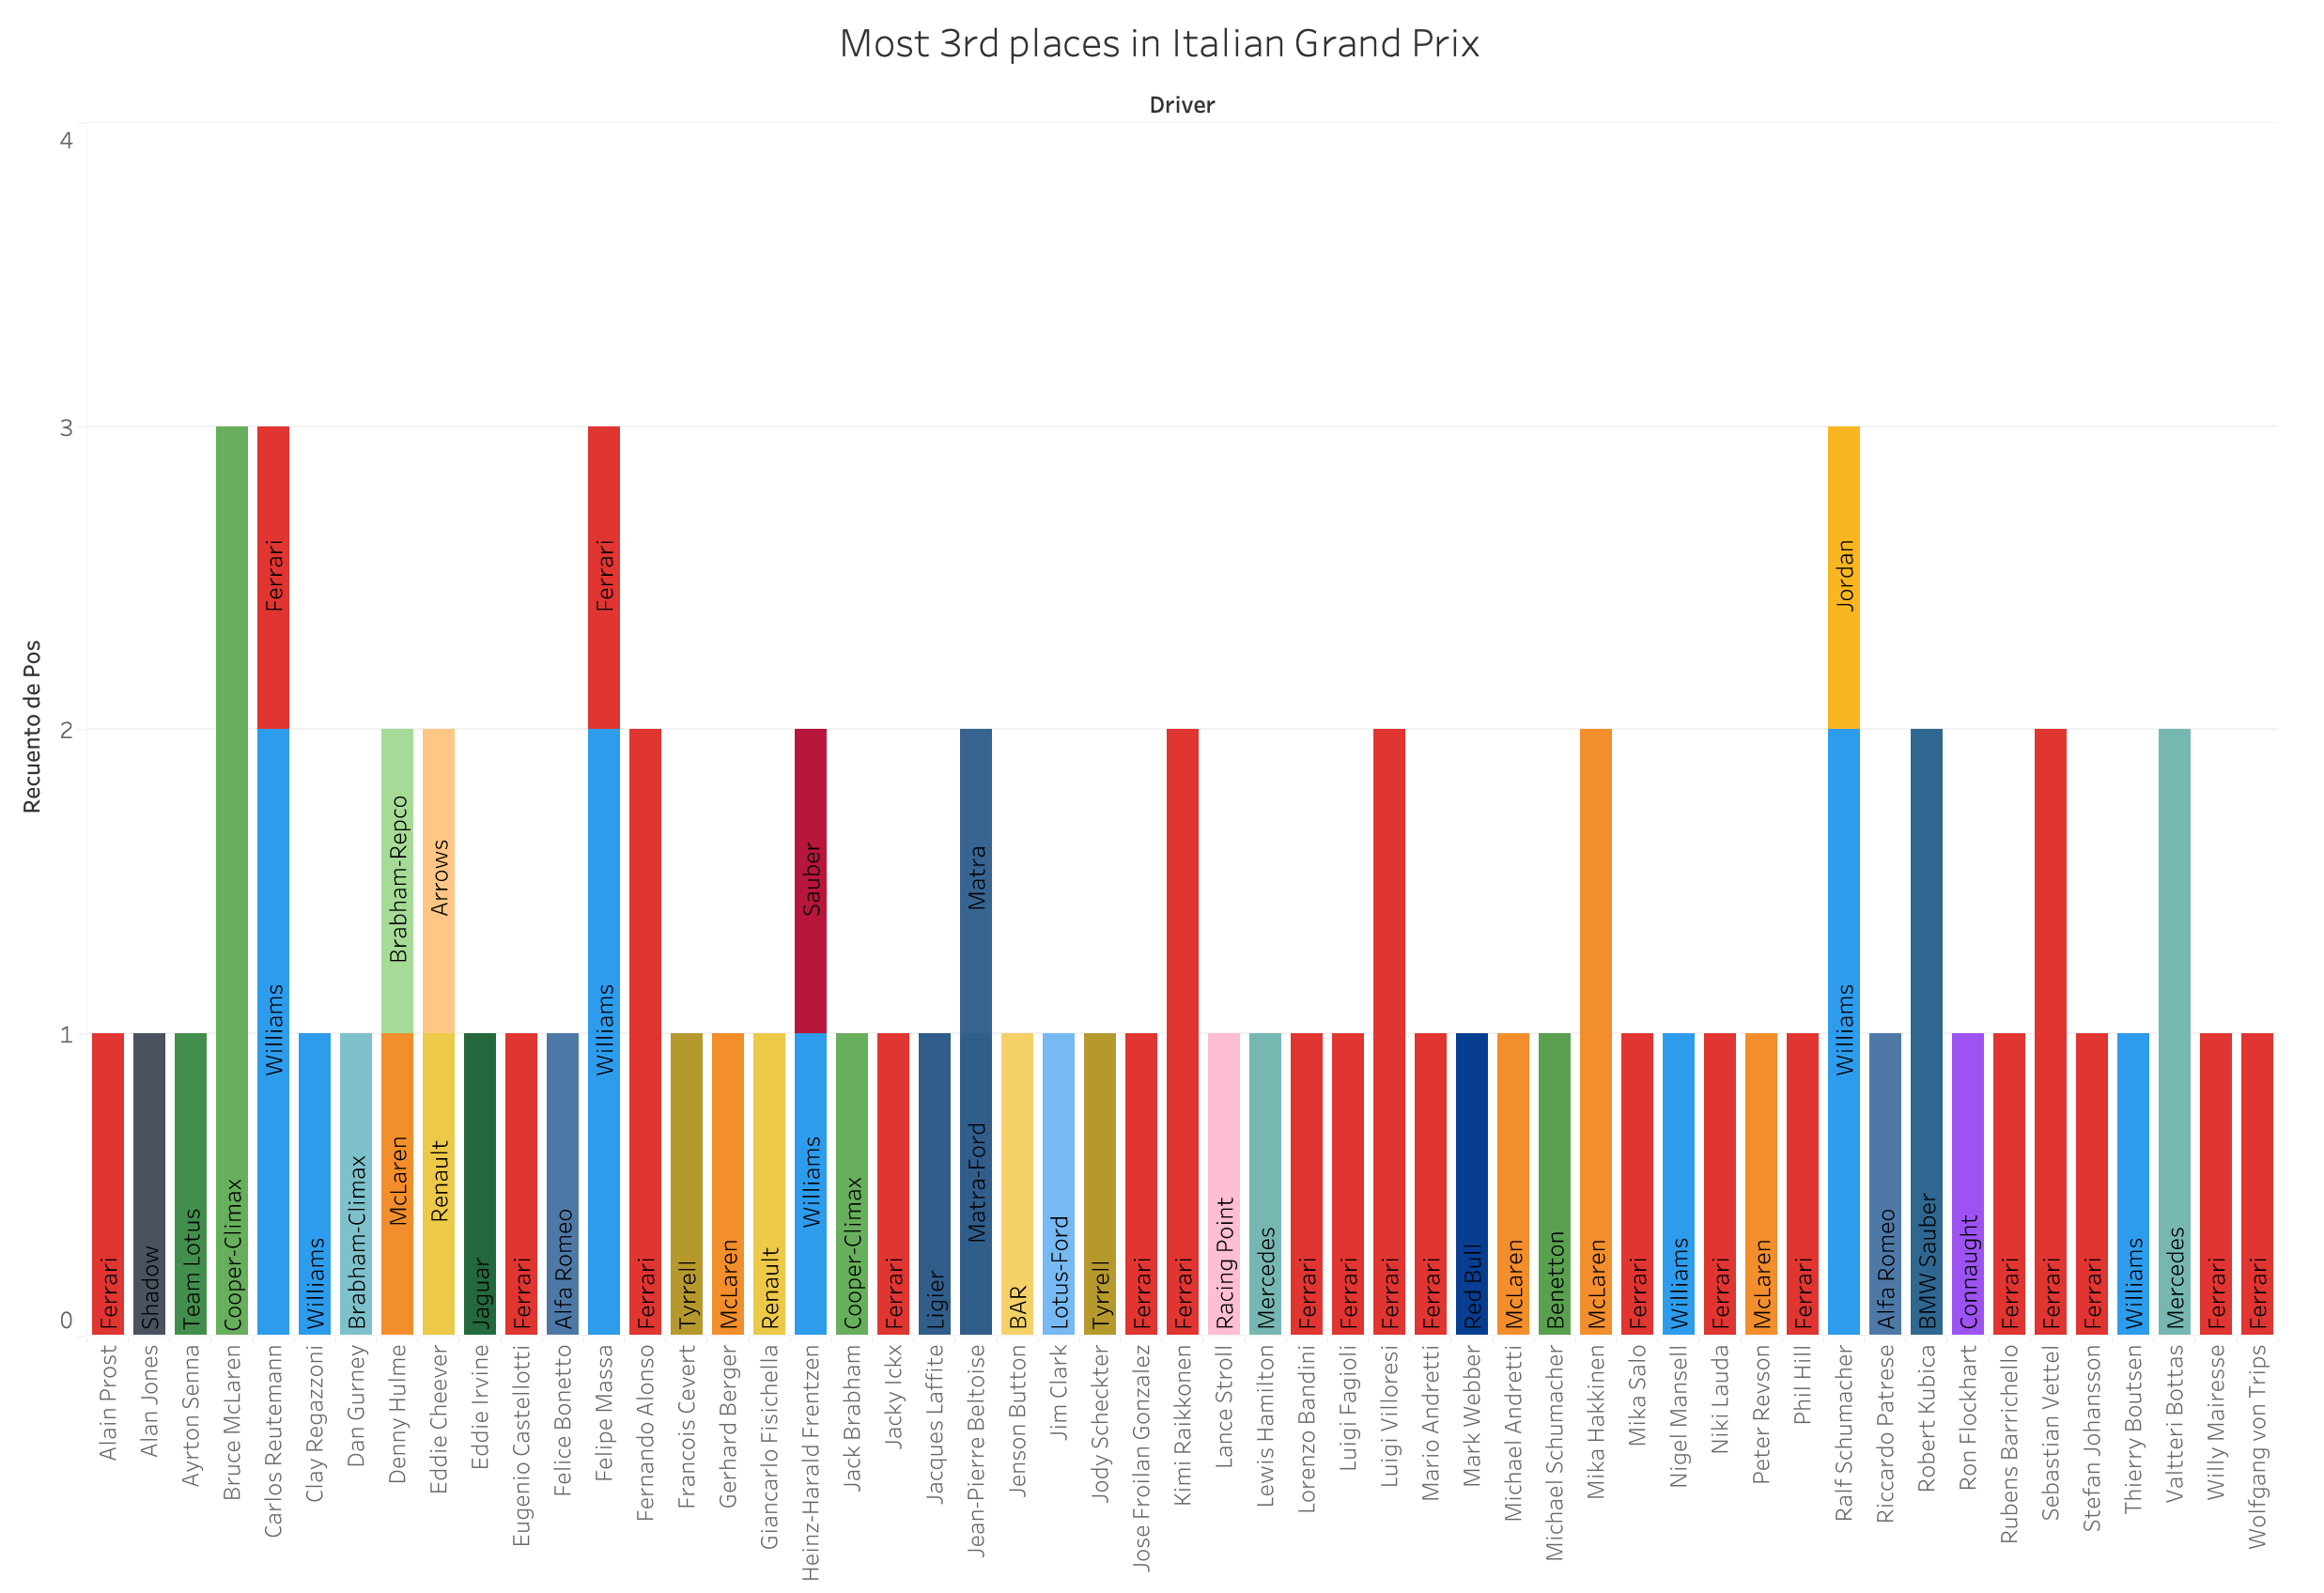 Most 3rd places in Italian Grand Prix
Driver
Recuento de Pos
4
3
2
1
0
Ferrari
Shadow
Team Lotus
Cooper-Climax
Ferrari
Williams
Williams
Brabham-Climax
Brabham-Repco
McLaren
Arrows
Renault
Jaguar
Ferrari
Alfa Romeo
Ferrari
Williams
Ferrari
Tyrrell
McLaren
Renault
Sauber
Williams
Cooper-Climax
Ferrari
Ligier
Matra
Matra-Ford
BAR
Lotus-Ford
Tyrrell
Ferrari
Ferrari
Racing Point
Mercedes
Ferrari
Ferrari
Ferrari
Ferrari
Red Bull
McLaren
Benetton
McLaren
Ferrari
Williams
Ferrari
McLaren
Ferrari
Jordan
Williams
Alfa Romeo
BMW Sauber
Connaught
Ferrari
Ferrari
Ferrari
Williams
Mercedes
Ferrari
Ferrari
Alain Prost
Alan Jones
Ayrton Senna
Bruce McLaren
Carlos Reutemann
Clay Regazzoni
Dan Gurney
Denny Hulme
Eddie Cheever
Eddie Irvine
Eugenio Castellotti
Felice Bonetto
Felipe Massa
Fernando Alonso
Francois Cevert
Gerhard Berger
Giancarlo Fisichella
Heinz-Harald Frentzen
Jack Brabham
Jacky Ickx
Jacques Laffite
Jean-Pierre Beltoise
Jenson Button
Jim Clark
Jody Scheckter
Jose Froilan Gonzalez
Kimi Raikkonen
Lance Stroll
Lewis Hamilton
Lorenzo Bandini
Luigi Fagioli
Luigi Villoresi
Mario Andretti
Mark Webber
Michael Andretti
Michael Schumacher
Mika Hakkinen
Mika Salo
Nigel Mansell
Niki Lauda
Peter Revson
Phil Hill
Ralf Schumacher
Riccardo Patrese
Robert Kubica
Ron Flockhart
Rubens Barrichello
Sebastian Vettel
Stefan Johansson
Thierry Boutsen
Valtteri Bottas
Willy Mairesse
Wolfgang von Trips